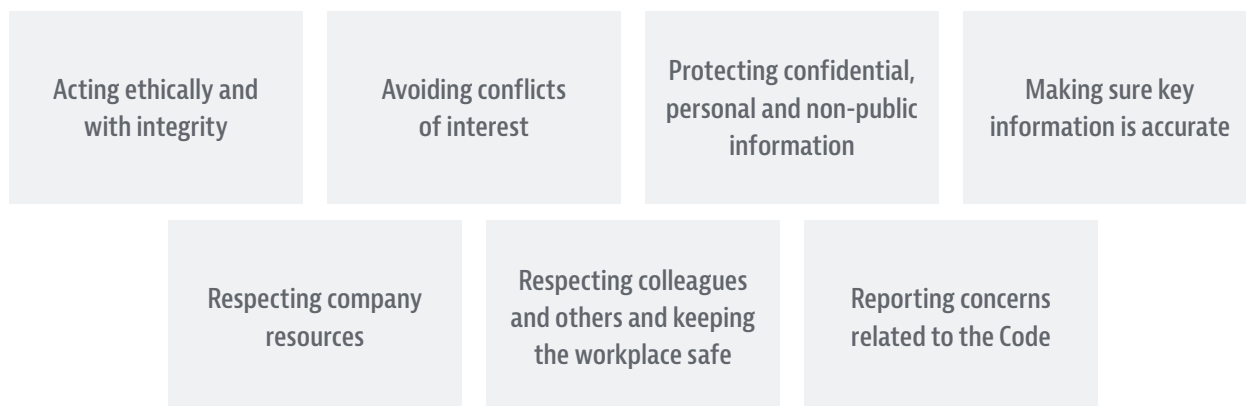 Acting ethically and
with integrity
Avoiding conflicts
of interest
Protecting confidential,
personal and non-public
information
Making sure key
information is accurate
Respecting company
resources
Respecting colleagues
and others and keeping
the workplace safe
Reporting concerns
related to the Code